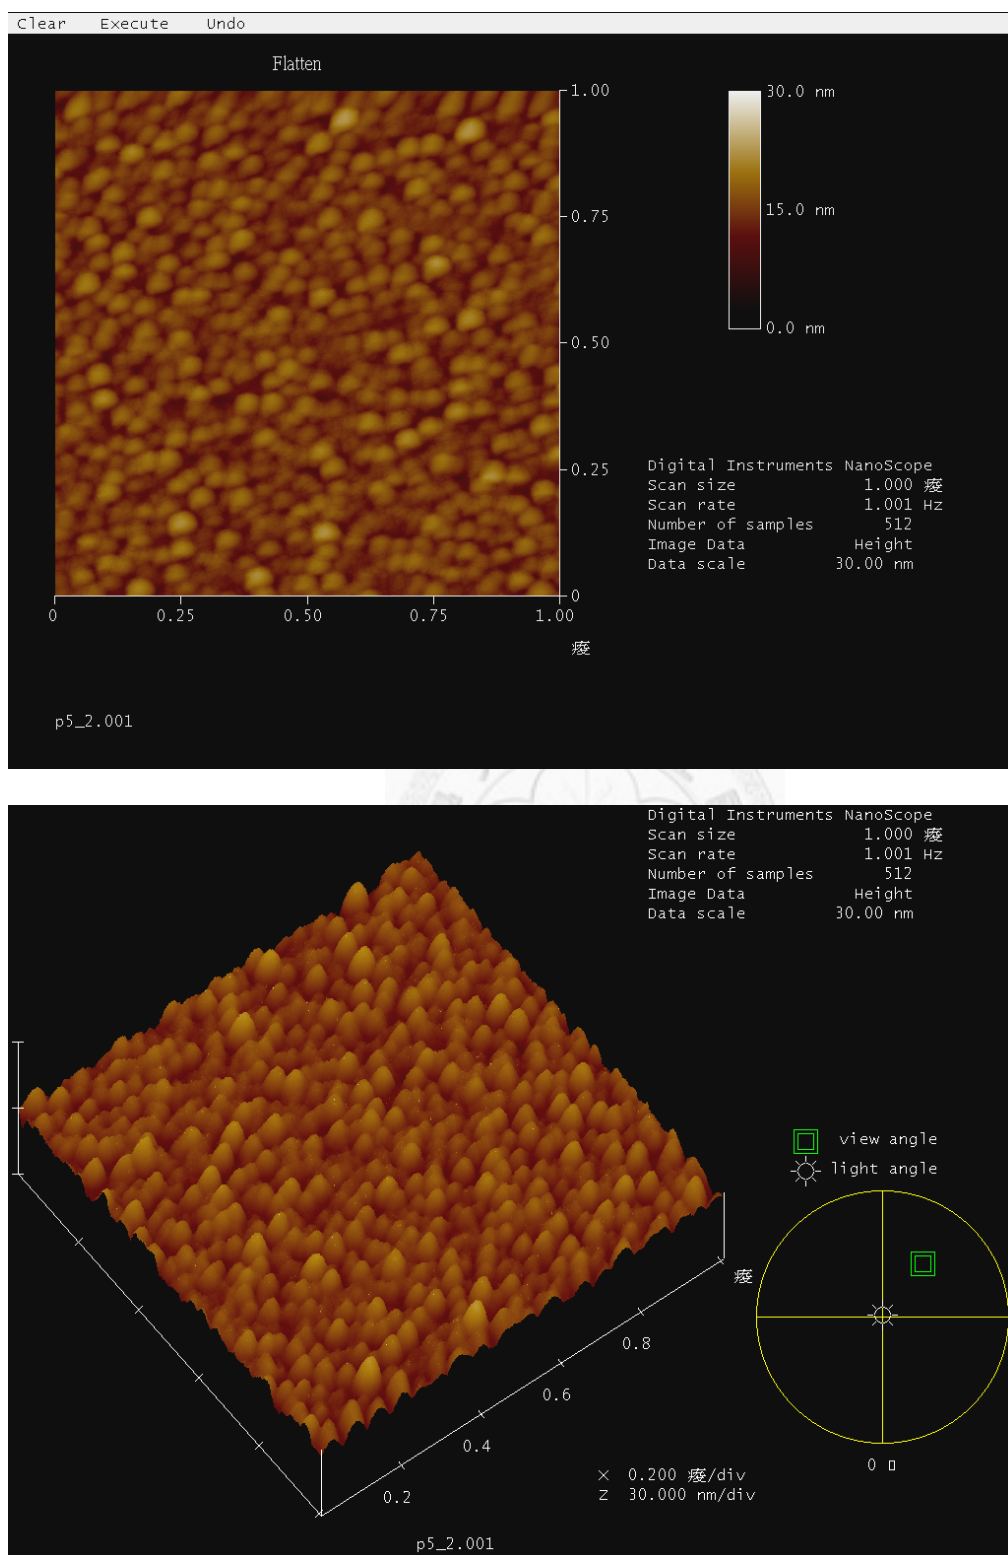 Clear Execute Undo
Flatten
1.00
0.75
0.50
0.25
0
0 0.25 0.50 0.75 1.00
痿
30.0 nm
15.0 nm
0.0 nm
Digital Instruments NanoScope
Scan size 1.000 痿
Scan rate 1.001 Hz
Number of samples 512
Image Data Height
Data scale 30.00 nm
p5_2.001
Digital Instruments NanoScope
Scan size 1.000 痿
Scan rate 1.001 Hz
Number of samples 512
Image Data Height
Data scale 30.00 nm
view angle
light angle
痿
0.8
0.6
0.4
0.2
X 0.200 痿/div
Z 30.000 nm/div
0
p5_2.001